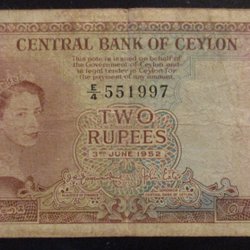 CENTRAL BANK OF CEYLON
This note is issued on behalf of
the Government of Ceylon and
is legal tender in Ceylon for
the payment of any amount.
E/4 551997
TWO
RUPEES
3RD JUNE 1952